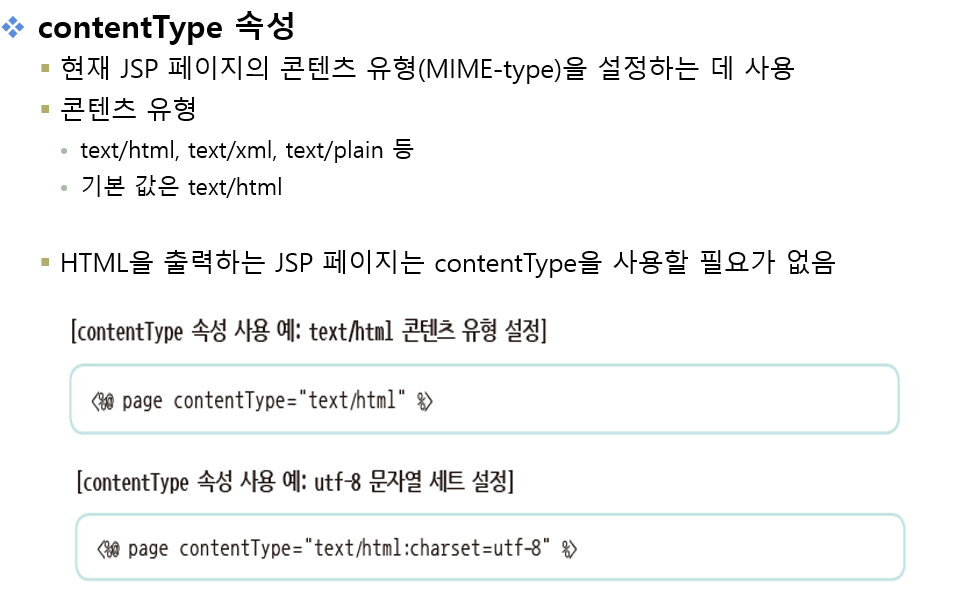 contentType 속성
현재 JSP 페이지의 콘텐츠 유형(MIME-type)을 설정하는 데 사용
콘텐츠 유형
text/html, text/xml, text/plain 등
기본 값은 text/html
HTML을 출력하는 JSP 페이지는 contentType을 사용할 필요가 없음
[contentType 속성 사용 예: text/html 콘텐츠 유형 설정]
<%@ page contentType="text/html" %>
[contentType 속성 사용 예: utf-8 문자열 세트 설정]
<%@ page contentType="text/html:charset=utf-8" %>